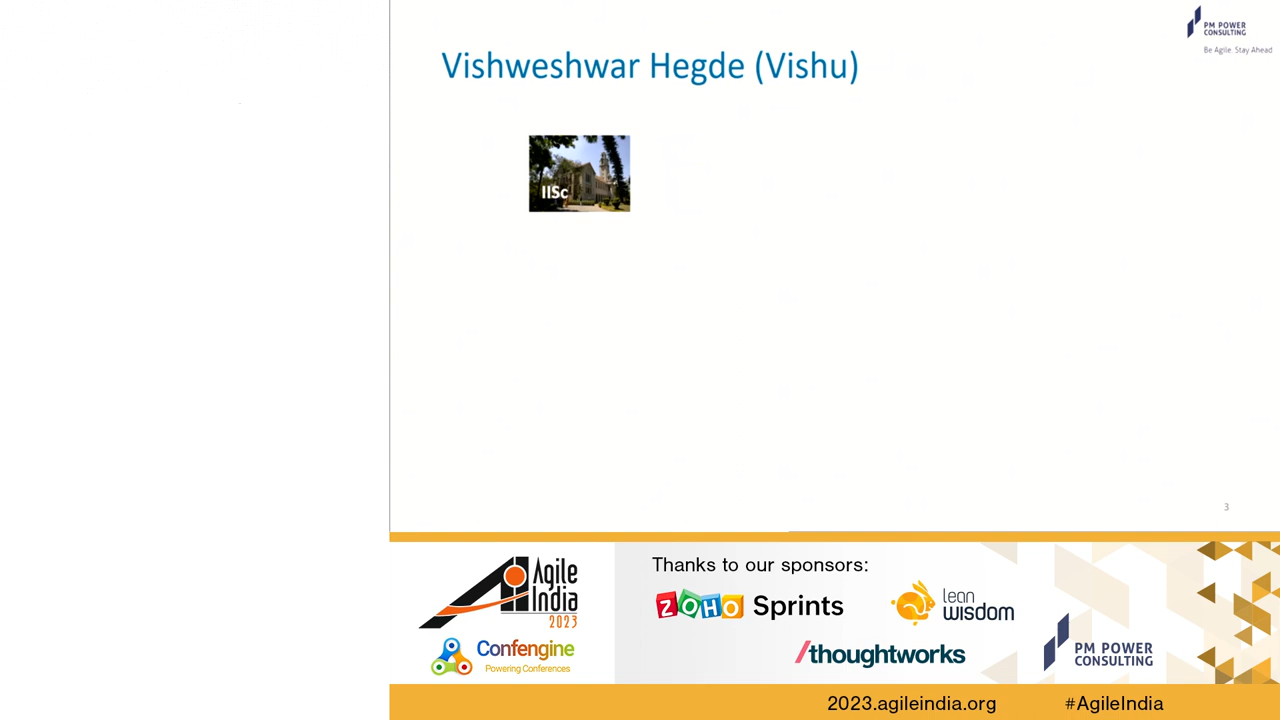 PM POWER
CONSULTING
Be Agile. Stay Ahead
Vishweshwar Hegde (Vishu)
IISc
3
Agile
India
2023
Thanks to our sponsors:
ZOHO Sprints
lean
wisdom
Confengine
Powering Conferences
/thoughtworks
PM POWER
CONSULTING
2023.agileindia.org
#AgileIndia